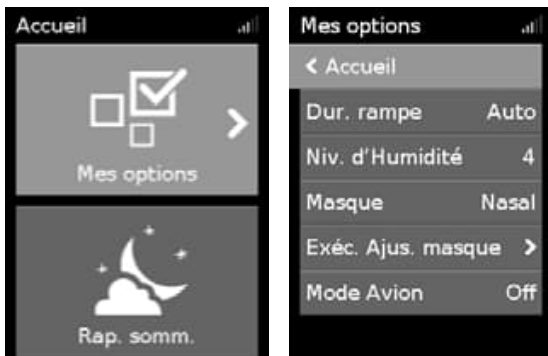 Accueil
Mes options
Rap. somm.
Mes options
Accueil
Dur. rampe Auto
Niv. d'Humidité 4
Masque Nasal
Exéc. Ajus. masque
Mode Avion Off